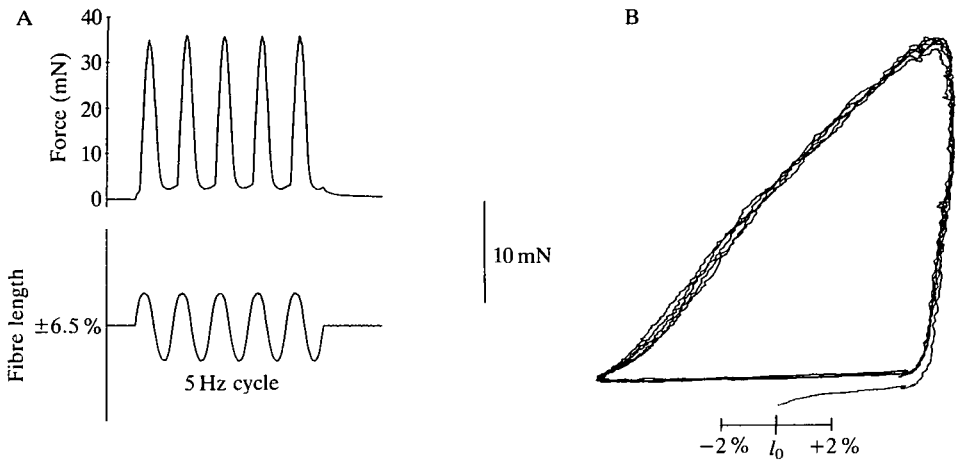 A
Force (mN)
40
30
20
10
0
Fibre length
±6.5 %
5 Hz cycle
B
10 mN
−2 % l₀ +2 %